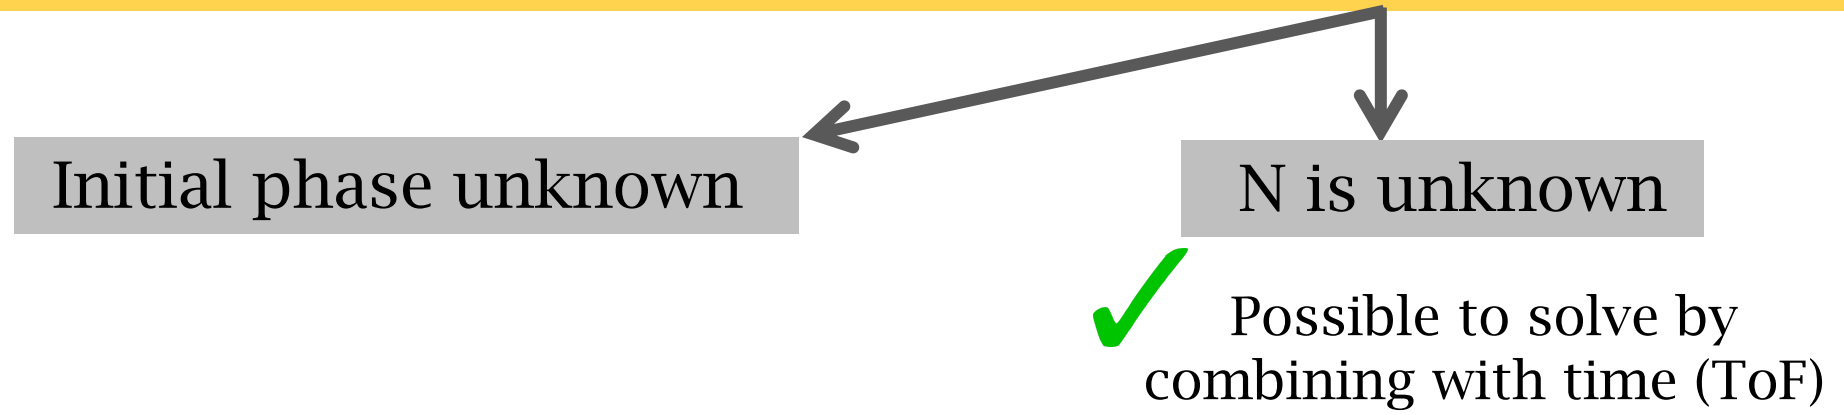 Initial phase unknown
N is unknown
Possible to solve by
combining with time (ToF)